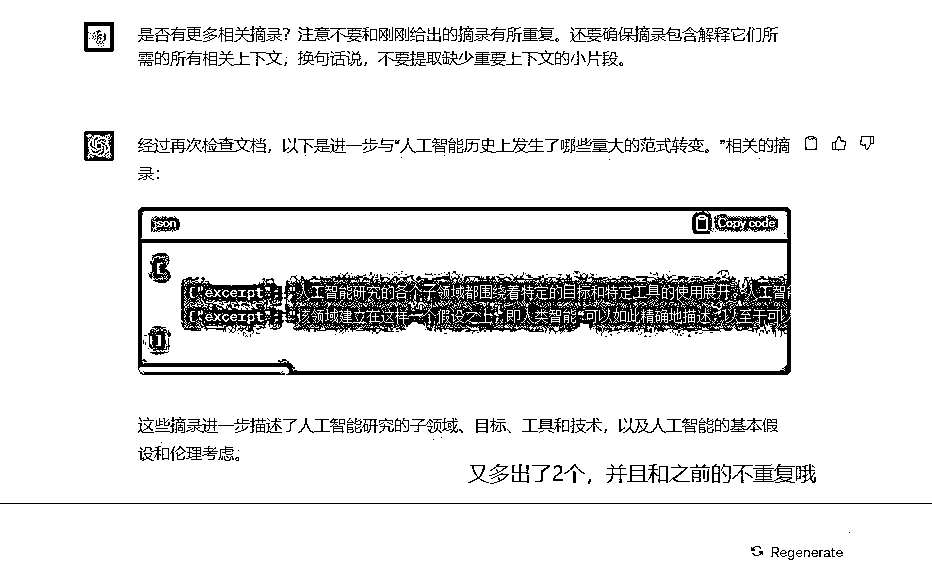 是否有更多相关摘录？注意不要和刚刚给出的摘录有所重复。还要确保摘录包含解释它们所
需的所有相关上下文；换句话说，不要提取缺少重要上下文的小片段。
经过再次检查文档，以下是进一步与“人工智能历史上发生了哪些重大的范式转变。”相关的摘
录：
json
Copy code
[
{"excerpt": "人工智能研究的各个子领域都围绕着特定的目标和特定工具的使用展开。人工智能
{"excerpt": "该领域建立在这样一个假设之上，即人类智能“可以如此精确地描述，以至于可以
]
这些摘录进一步描述了人工智能研究的子领域、目标、工具和技术，以及人工智能的基本假
设和伦理考虑。
又多出了2个，并且和之前的不重复哦
Regenerate